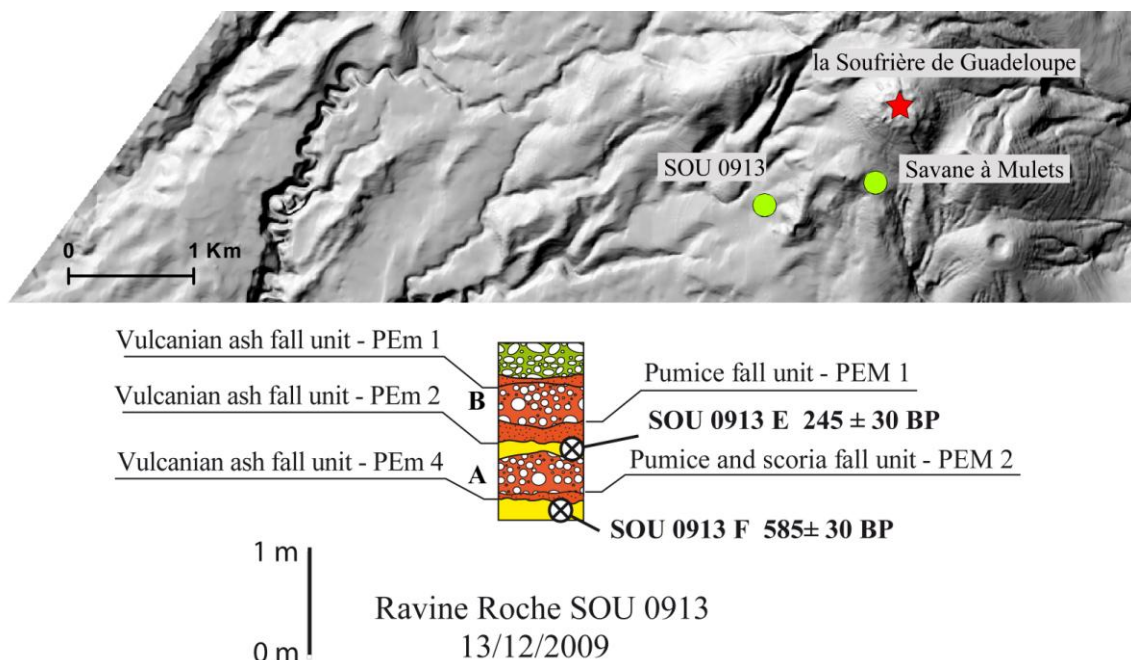 la Soufrière de Guadeloupe
SOU 0913
Savane à Mulets
0 1 Km
Vulcanian ash fall unit - PEm 1
Pumice fall unit - PEM 1
B
Vulcanian ash fall unit - PEm 2
SOU 0913 E 245 ± 30 BP
Vulcanian ash fall unit - PEm 4
A
Pumice and scoria fall unit - PEM 2
SOU 0913 F 585± 30 BP
1 m
Ravine Roche SOU 0913
13/12/2009
0 m